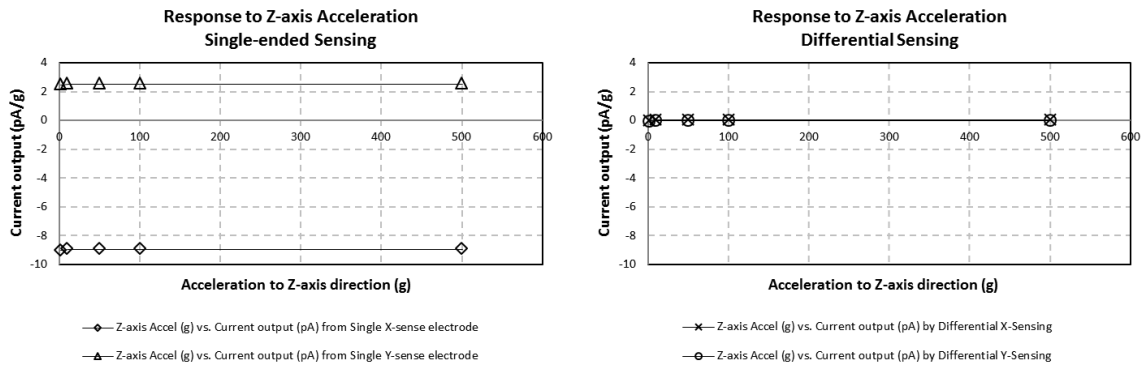 Response to Z-axis Acceleration
Single-ended Sensing
4
2
0
-2
-4
-6
-8
-10
0
100
200
300
400
500
600
Current output (pA/g)
Acceleration to Z-axis direction (g)
Z-axis Accel (g) vs. Current output (pA) from Single X-sense electrode
Z-axis Accel (g) vs. Current output (pA) from Single Y-sense electrode
Response to Z-axis Acceleration
Differential Sensing
4
2
0
-2
-4
-6
-8
-10
0
100
200
300
400
500
600
Current output (pA/g)
Acceleration to Z-axis direction (g)
Z-axis Accel (g) vs. Current output (pA) by Differential X-Sensing
Z-axis Accel (g) vs. Current output (pA) by Differential Y-Sensing